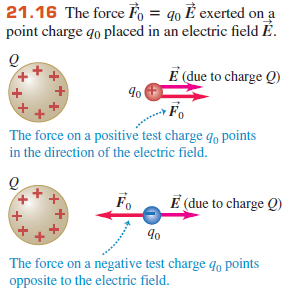 21.16 The force F⃗₀ = q₀ E⃗ exerted on a
point charge q₀ placed in an electric field E⃗.
Q
+ + + + + + + +
E⃗ (due to charge Q)
q₀ +
F⃗₀
The force on a positive test charge q₀ points
in the direction of the electric field.
Q
+ + + + + + + +
F⃗₀ − E⃗ (due to charge Q)
q₀
The force on a negative test charge q₀ points
opposite to the electric field.